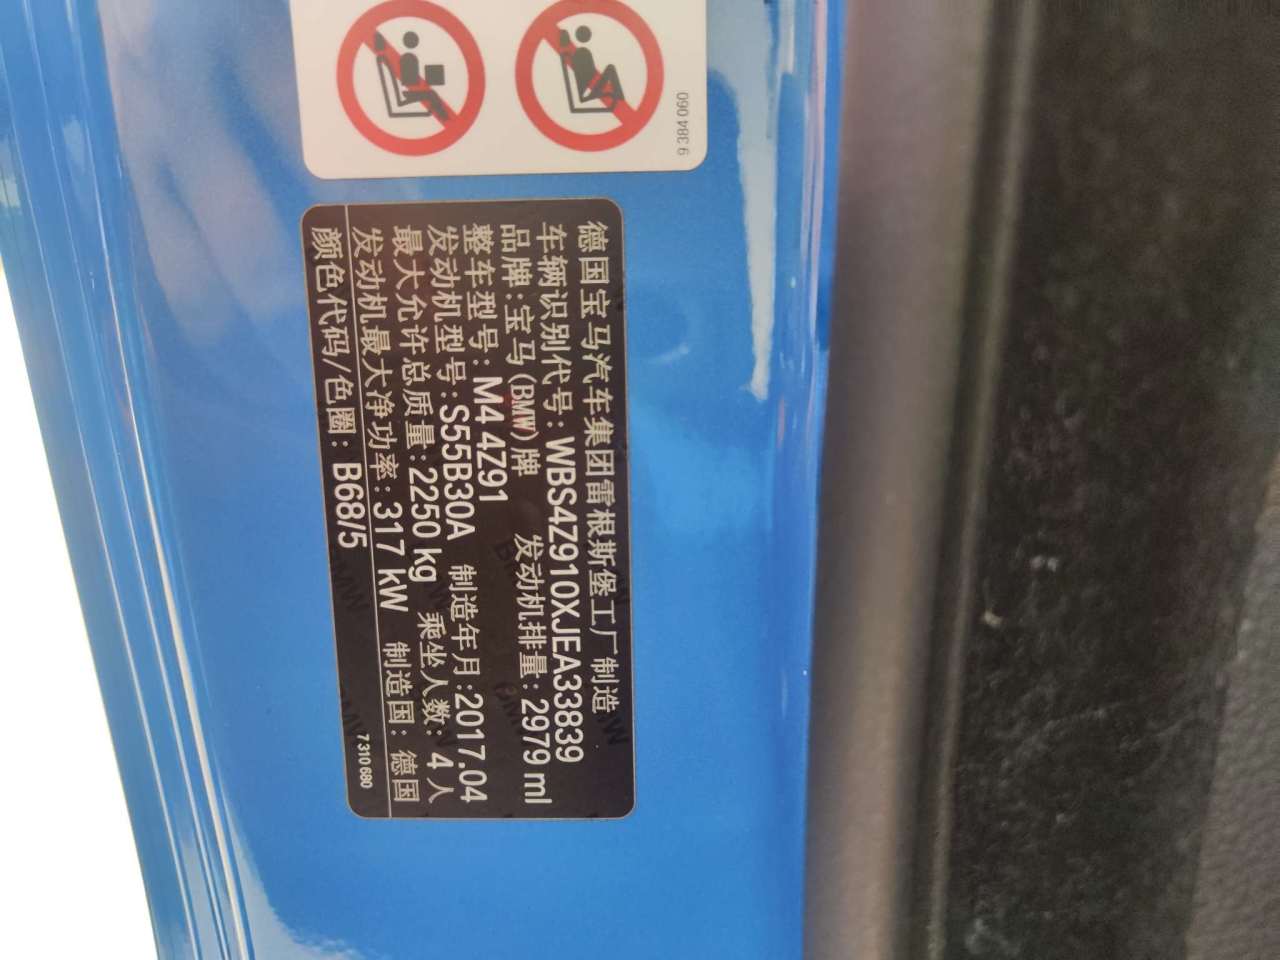 9 384 060
德国宝马汽车集团雷根斯堡工厂制造
车辆识别代号: WBS4Z910XJEA33839
品牌:宝马(BMW)牌 发动机排量: 2979 ml
整车型号: M4 4Z91
发动机型号: S55B30A 制造年月:2017.04
最大允许总质量: 2250 kg 乘坐人数: 4 人
发动机最大净功率: 317 kW 制造国: 德国
颜色代码/色圈: B68/5 7310 680